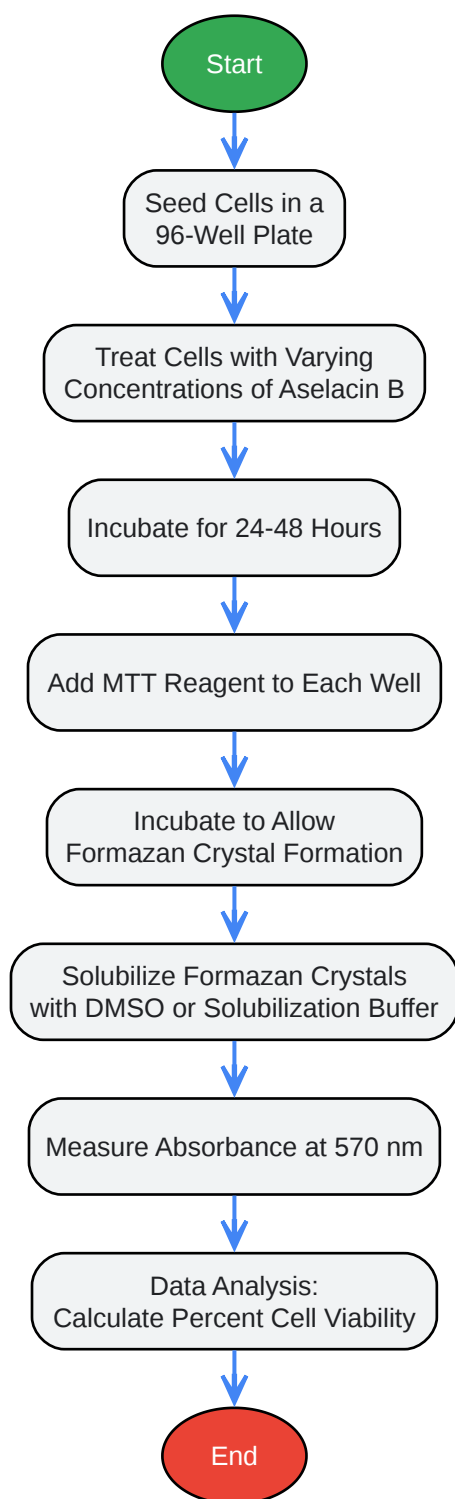 Start
Seed Cells in a
96-Well Plate
Treat Cells with Varying
Concentrations of Aselacin B
Incubate for 24-48 Hours
Add MTT Reagent to Each Well
Incubate to Allow
Formazan Crystal Formation
Solubilize Formazan Crystals
with DMSO or Solubilization Buffer
Measure Absorbance at 570 nm
Data Analysis:
Calculate Percent Cell Viability
End